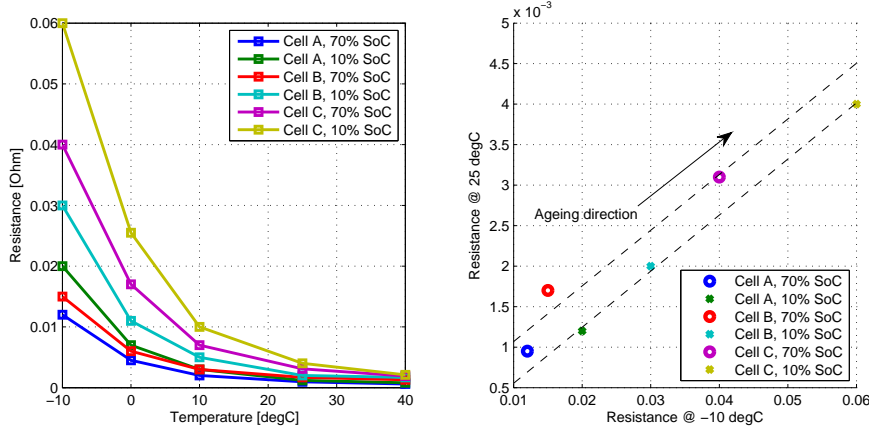 0.06
0.05
0.04
0.03
0.02
0.01
0
−10
0
10
20
30
40
Resistance [Ohm]
Temperature [degC]
Cell A, 70% SoC
Cell A, 10% SoC
Cell B, 70% SoC
Cell B, 10% SoC
Cell C, 70% SoC
Cell C, 10% SoC
x 10−3
5
4.5
4
3.5
3
2.5
2
1.5
1
0.5
0.01
0.02
0.03
0.04
0.05
0.06
Resistance @ 25 degC
Resistance @ −10 degC
Ageing direction
Cell A, 70% SoC
Cell A, 10% SoC
Cell B, 70% SoC
Cell B, 10% SoC
Cell C, 70% SoC
Cell C, 10% SoC